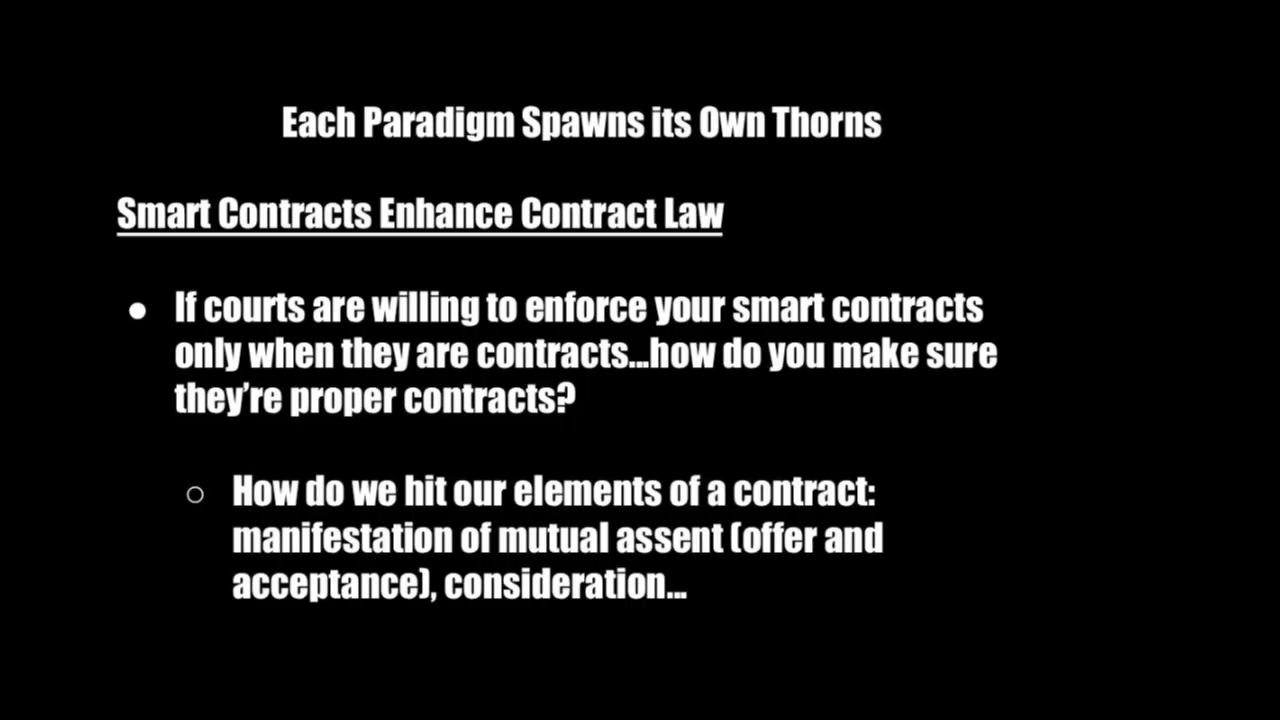 Each Paradigm Spawns its Own Thorns
Smart Contracts Enhance Contract Law
● If courts are willing to enforce your smart contracts
only when they are contracts...how do you make sure
they’re proper contracts?
○ How do we hit our elements of a contract:
manifestation of mutual assent (offer and
acceptance), consideration...